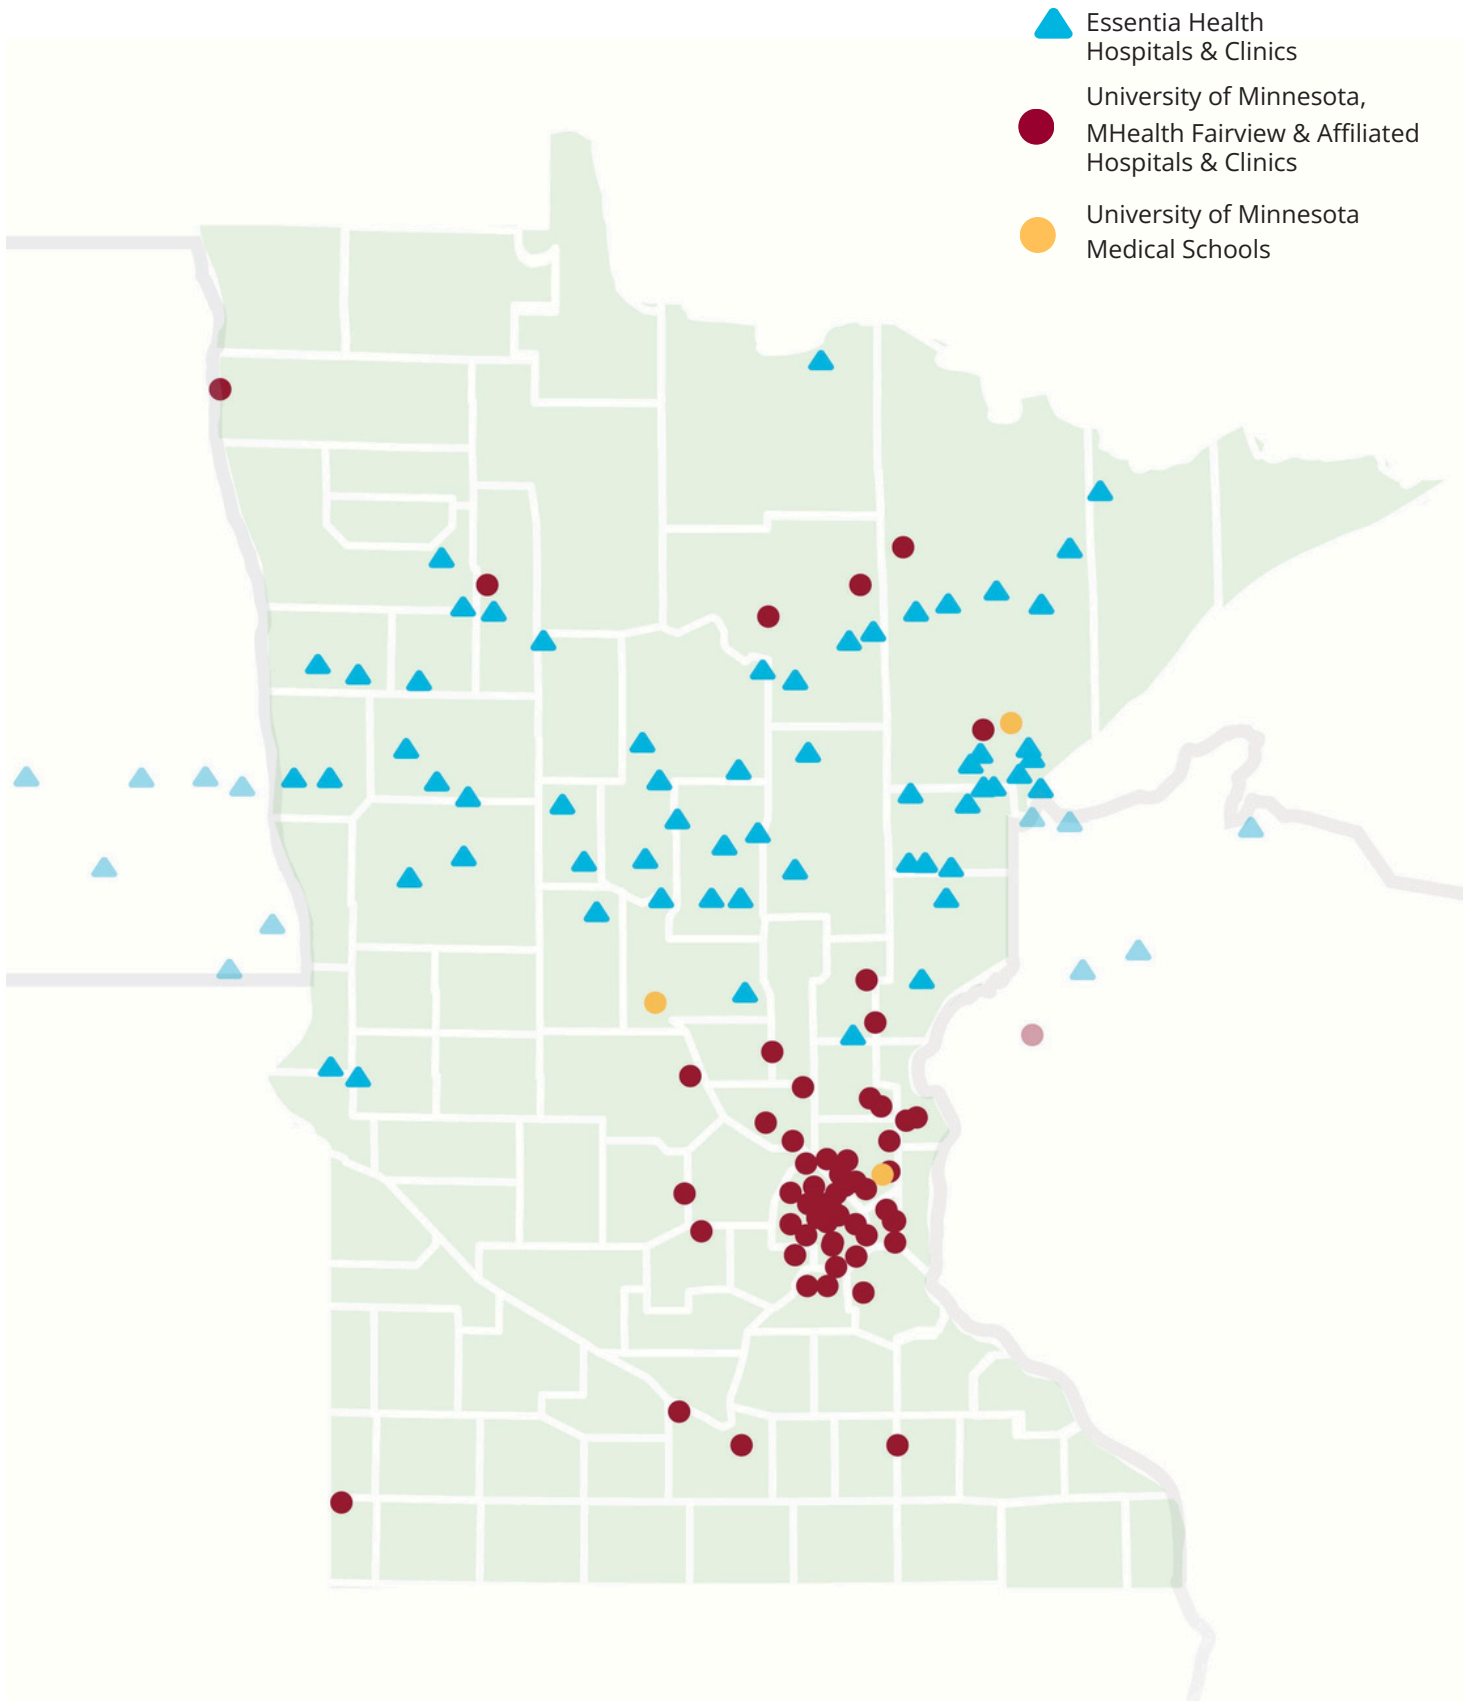 Essentia Health
Hospitals & Clinics
University of Minnesota,
MHealth Fairview & Affiliated
Hospitals & Clinics
University of Minnesota
Medical Schools